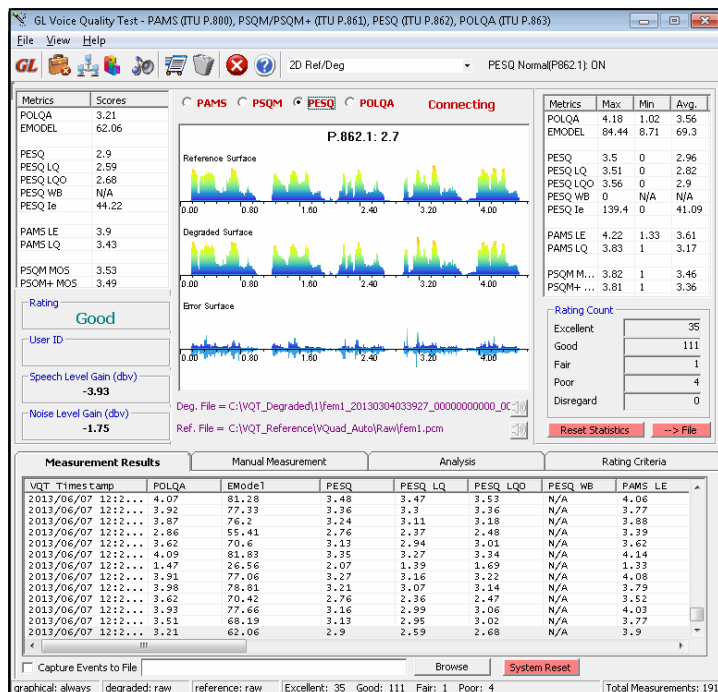 GL Voice Quality Test - PAMS (ITU P.800), PSQM/PSQM+ (ITU P.861), PESQ (ITU P.862), POLQA (ITU P.863)
File View Help
GL 2D Ref/Deg PESQ Normal(P862.1): ON
Metrics Scores
POLQA 3.21
EMODEL 62.06
PESQ 2.9
PESQ LQ 2.59
PESQ LQO 2.68
PESQ WB N/A
PESQ Ie 44.22
PAMS LE 3.9
PAMS LQ 3.43
PSQM MOS 3.53
PSQM+ MOS 3.49
Rating
Good
User ID
Speech Level Gain (dbv)
-3.93
Noise Level Gain (dbv)
-1.75
PAMS PSQM PESQ POLQA Connecting
P.862.1: 2.7
Reference Surface
0.00 0.80 1.60 2.40 3.20 4.00
Degraded Surface
0.00 0.80 1.60 2.40 3.20 4.00
Error Surface
0.00 0.80 1.60 2.40 3.20 4.00
Deg. File = C:\VQT_Degraded\1\fem1_20130304033927_00000000000_00
Ref. File = C:\VQT_Reference\VQuad_Auto\Raw\fem1.pcm
Metrics Max Min Avg.
POLQA 4.18 1.02 3.56
EMODEL 84.44 8.71 69.3
PESQ 3.5 0 2.96
PESQ LQ 3.51 0 2.82
PESQ LQO 3.56 0 2.9
PESQ WB 0 N/A N/A
PESQ Ie 139.4 0 41.09
PAMS LE 4.22 1.33 3.61
PAMS LQ 3.83 1 3.17
PSQM M... 3.82 1 3.46
PSQM+ ... 3.81 1 3.36
Rating Count
Excellent 35
Good 111
Fair 1
Poor 4
Disregard 0
Reset Statistics --> File
Measurement Results Manual Measurement Analysis Rating Criteria
VQT Timestamp POLQA EModel PESQ PESQ LQ PESQ LQO PESQ WB PAMS LE
2013/06/07 12:2... 4.07 81.28 3.48 3.47 3.53 N/A 4.06
2013/06/07 12:2... 3.92 77.33 3.36 3.3 3.36 N/A 3.77
2013/06/07 12:2... 3.87 76.2 3.24 3.11 3.18 N/A 3.88
2013/06/07 12:2... 2.86 55.41 2.76 2.37 2.48 N/A 3.39
2013/06/07 12:2... 3.62 70.6 3.13 2.94 3.01 N/A 3.62
2013/06/07 12:2... 4.09 81.83 3.35 3.27 3.34 N/A 4.14
2013/06/07 12:2... 1.47 26.56 2.07 1.39 1.69 N/A 1.33
2013/06/07 12:2... 3.91 77.06 3.27 3.16 3.22 N/A 4.08
2013/06/07 12:2... 3.98 78.81 3.21 3.07 3.14 N/A 3.79
2013/06/07 12:2... 3.62 70.42 2.76 2.36 2.47 N/A 3.52
2013/06/07 12:2... 3.93 77.66 3.16 2.99 3.06 N/A 4.03
2013/06/07 12:2... 3.51 68.19 3.13 2.95 3.02 N/A 3.77
2013/06/07 12:2... 3.21 62.06 2.9 2.59 2.68 N/A 3.9
Capture Events to File Browse System Reset
graphical: always degraded: raw reference: raw Excellent: 35 Good: 111 Fair: 1 Poor: 4 Total Measurements: 191